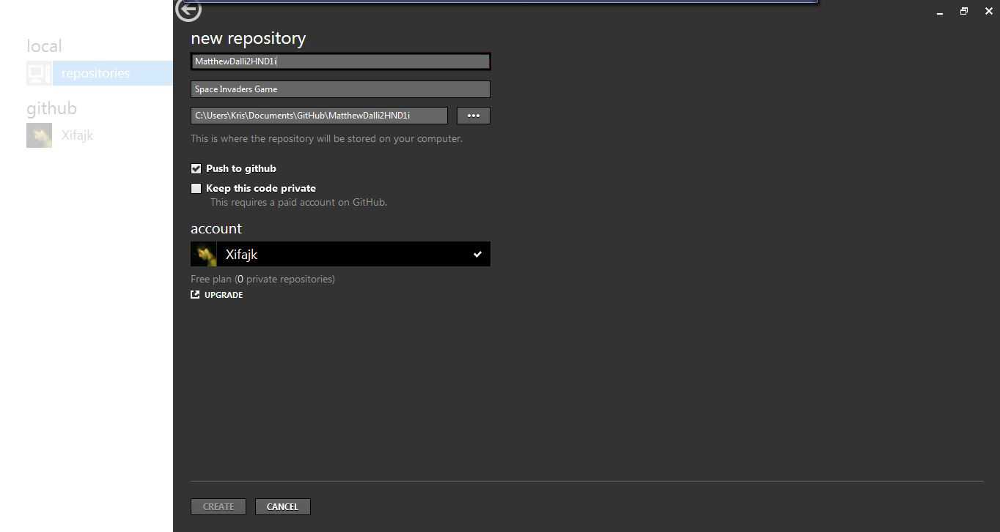 local
repositories
github
Xifajk
new repository
MatthewDalli2HND1i
Space Invaders Game
C:\Users\Kris\Documents\GitHub\MatthewDalli2HND1i
This is where the repository will be stored on your computer.
Push to github
Keep this code private
This requires a paid account on GitHub.
account
Xifajk
Free plan (0 private repositories)
UPGRADE
CREATE CANCEL